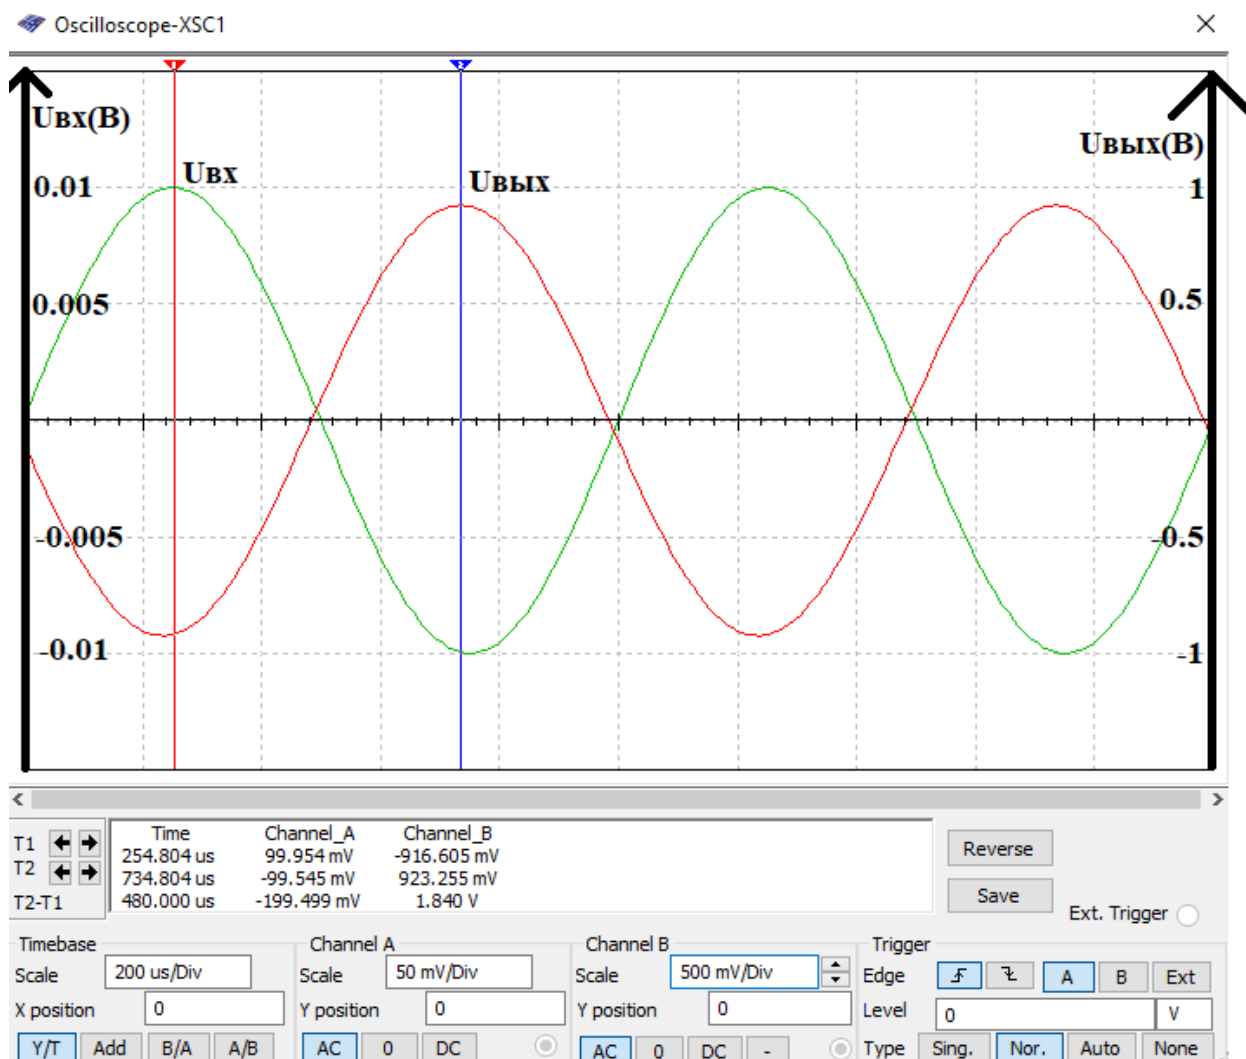 Oscilloscope-XSC1
1
2
Uвх(В)
Uвых(В)
Uвх
Uвых
0.01
1
0.005
0.5
-0.005
-0.5
-0.01
-1
Time Channel_A Channel_B
T1 254.804 us 99.954 mV -916.605 mV
T2 734.804 us -99.545 mV 923.255 mV
T2-T1 480.000 us -199.499 mV 1.840 V
Reverse
Save
Ext. Trigger
Timebase Channel A Channel B Trigger
Scale 200 us/Div Scale 50 mV/Div Scale 500 mV/Div Edge A B Ext
X position 0 Y position 0 Y position 0 Level 0 V
Y/T Add B/A A/B AC 0 DC AC 0 DC - Type Sing. Nor. Auto None